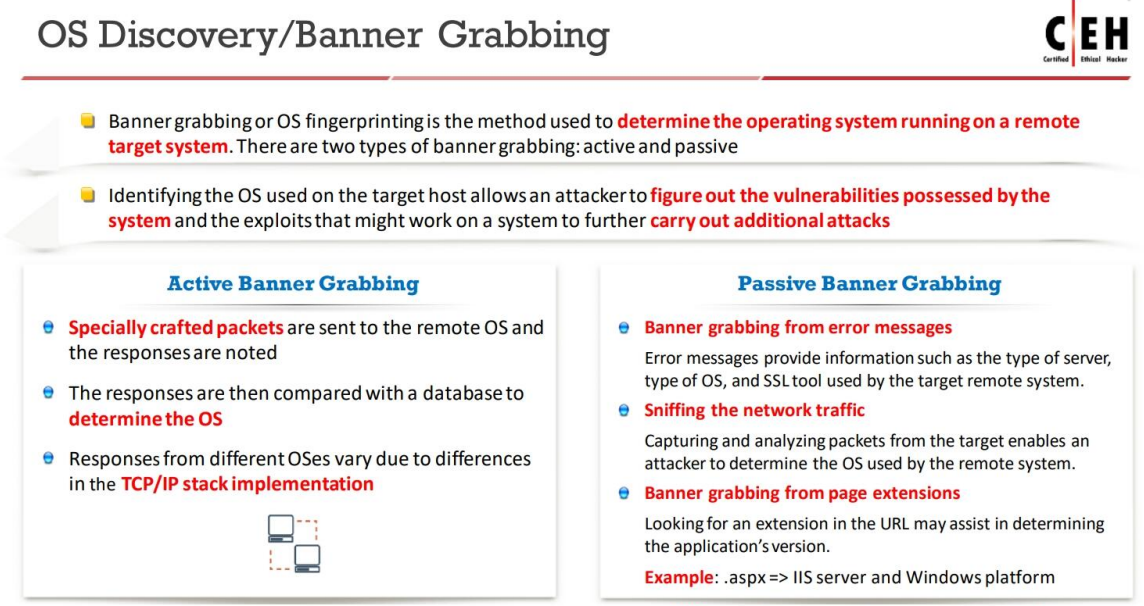 OS Discovery/Banner Grabbing
C|EH
Certified Ethical Hacker
Banner grabbing or OS fingerprinting is the method used to determine the operating system running on a remote
target system. There are two types of banner grabbing: active and passive
Identifying the OS used on the target host allows an attacker to figure out the vulnerabilities possessed by the
system and the exploits that might work on a system to further carry out additional attacks
Active Banner Grabbing
Specially crafted packets are sent to the remote OS and
the responses are noted
The responses are then compared with a database to
determine the OS
Responses from different OSes vary due to differences
in the TCP/IP stack implementation
Passive Banner Grabbing
Banner grabbing from error messages
Error messages provide information such as the type of server,
type of OS, and SSL tool used by the target remote system.
Sniffing the network traffic
Capturing and analyzing packets from the target enables an
attacker to determine the OS used by the remote system.
Banner grabbing from page extensions
Looking for an extension in the URL may assist in determining
the application's version.
Example: .aspx => IIS server and Windows platform